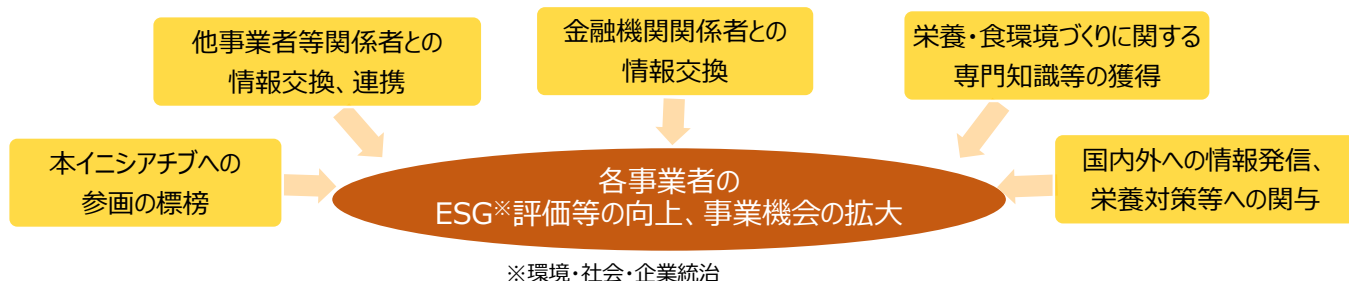 他事業者等関係者との
情報交換、連携
金融機関関係者との
情報交換
栄養・食環境づくりに関する
専門知識等の獲得
本イニシアチブへの
参画の標榜
各事業者の
ESG※評価等の向上、事業機会の拡大
国内外への情報発信、
栄養対策等への関与
※環境・社会・企業統治